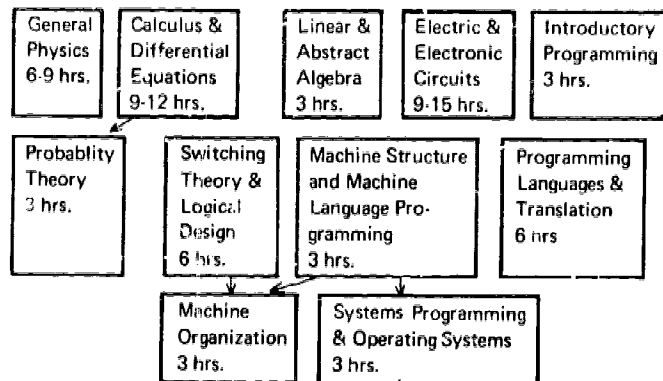 General
Physics
6-9 hrs.
Calculus &
Differential
Equations
9-12 hrs.
Linear &
Abstract
Algebra
3 hrs.
Electric &
Electronic
Circuits
9-15 hrs.
Introductory
Programming
3 hrs.
Probablity
Theory
3 hrs.
Switching
Theory &
Logical
Design
6 hrs.
Machine Structure
and Machine
Language Pro-
gramming
3 hrs.
Programming
Languages &
Translation
6 hrs
Machine
Organization
3 hrs.
Systems Programming
& Operating Systems
3 hrs.